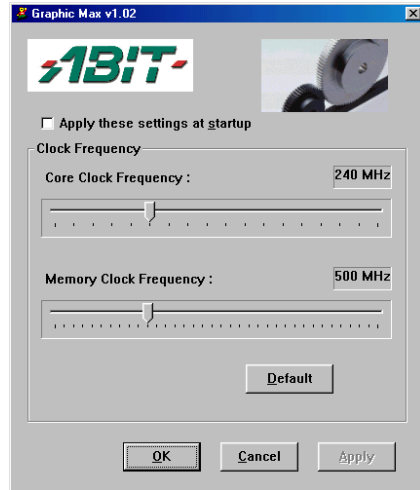 Graphic Max v1.02
ABIT
Apply these settings at startup
Clock Frequency
Core Clock Frequency :
240 MHz
Memory Clock Frequency :
500 MHz
Default
OK
Cancel
Apply